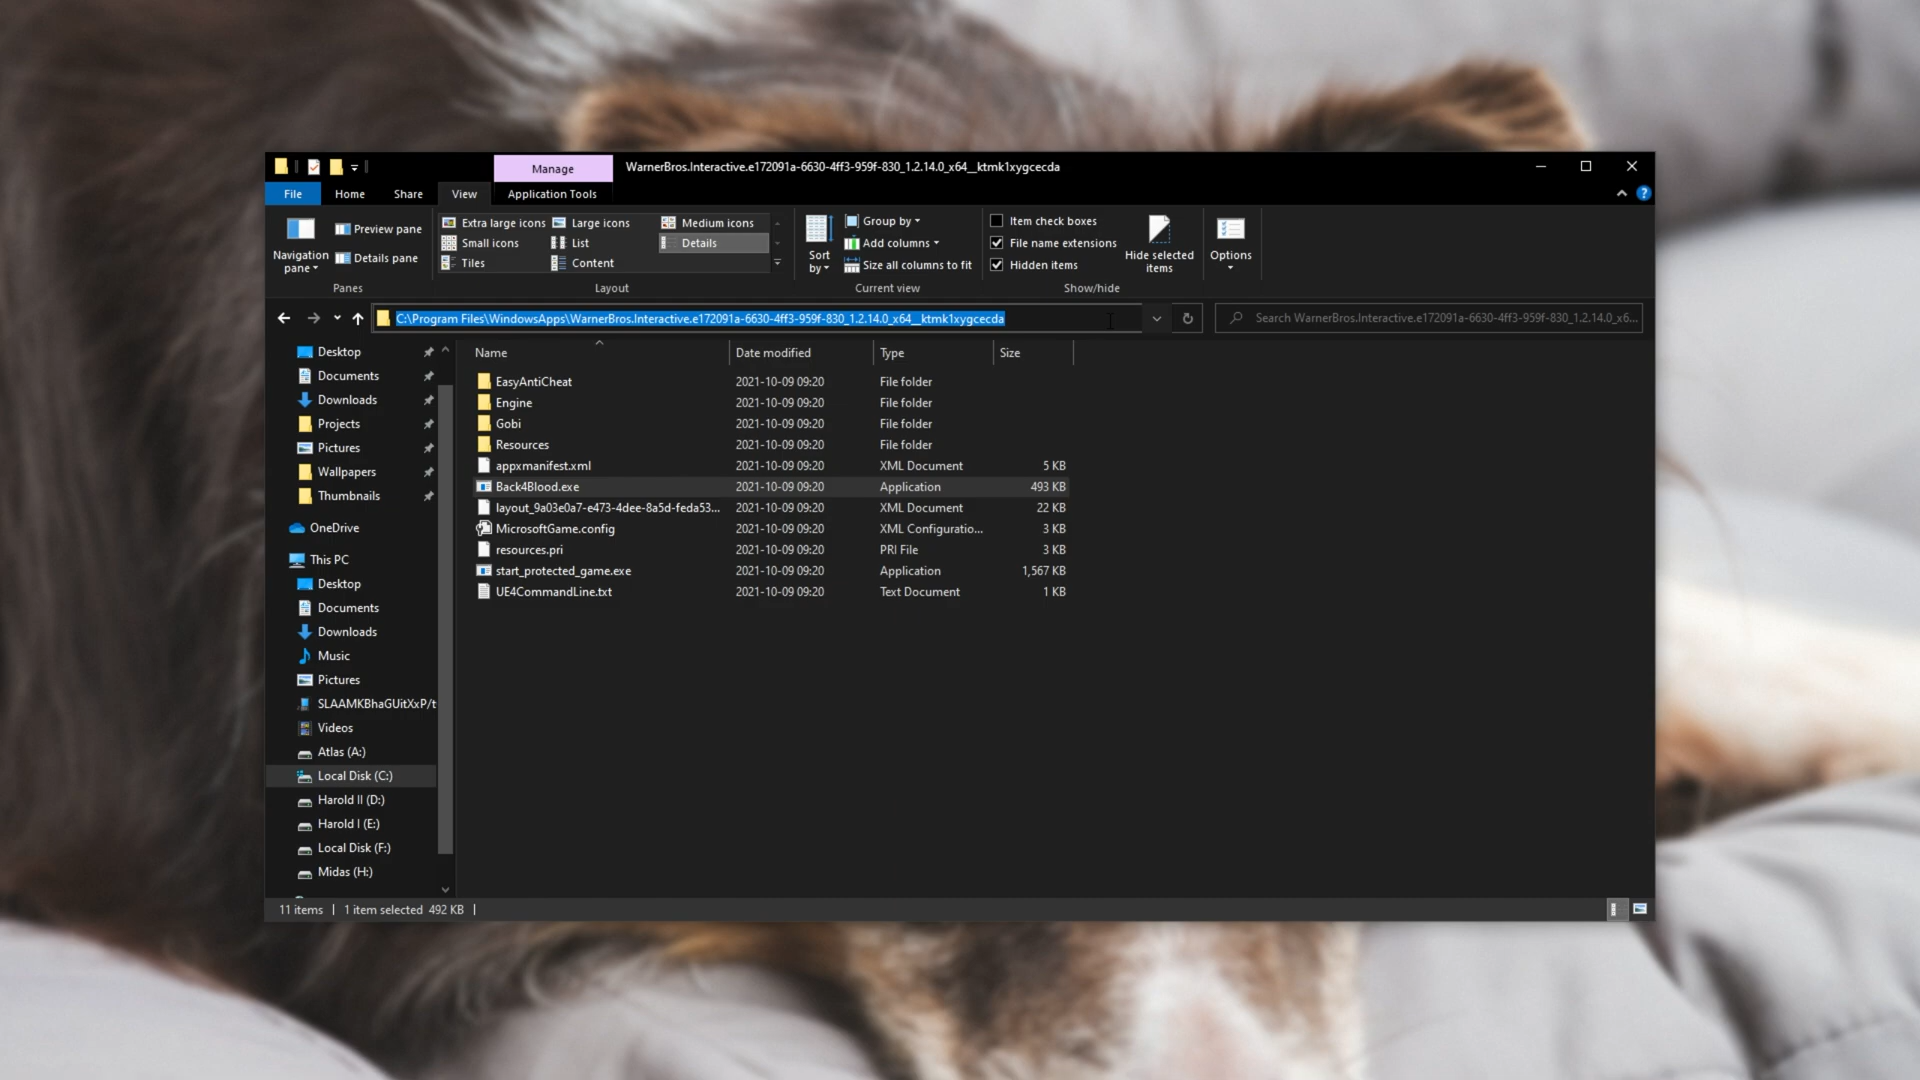 Manage
WarnerBros.Interactive.e172091a-6630-4ff3-959f-830_1.2.14.0_x64__ktmk1xygcecda
File
Home
Share
View
Application Tools
Navigation pane
Preview pane
Details pane
Panes
Extra large icons
Large icons
Medium icons
Small icons
List
Details
Tiles
Content
Layout
Sort by
Group by
Add columns
Size all columns to fit
Current view
Item check boxes
File name extensions
Hidden items
Hide selected items
Show/hide
Options
C:\Program Files\WindowsApps\WarnerBros.Interactive.e172091a-6630-4ff3-959f-830_1.2.14.0_x64__ktmk1xygcecda
Search WarnerBros.Interactive.e172091a-6630-4ff3-959f-830_1.2.14.0_x6...
Desktop
Documents
Downloads
Projects
Pictures
Wallpapers
Thumbnails
OneDrive
This PC
Desktop
Documents
Downloads
Music
Pictures
SLAAMKBhaGUitXxP/t
Videos
Atlas (A:)
Local Disk (C:)
Harold II (D:)
Harold I (E:)
Local Disk (F:)
Midas (H:)
Name Date modified Type Size
EasyAntiCheat 2021-10-09 09:20 File folder
Engine 2021-10-09 09:20 File folder
Gobi 2021-10-09 09:20 File folder
Resources 2021-10-09 09:20 File folder
appxmanifest.xml 2021-10-09 09:20 XML Document 5 KB
Back4Blood.exe 2021-10-09 09:20 Application 493 KB
layout_9a03e0a7-e473-4dee-8a5d-feda53... 2021-10-09 09:20 XML Document 22 KB
MicrosoftGame.config 2021-10-09 09:20 XML Configuratio... 3 KB
resources.pri 2021-10-09 09:20 PRI File 3 KB
start_protected_game.exe 2021-10-09 09:20 Application 1,567 KB
UE4CommandLine.txt 2021-10-09 09:20 Text Document 1 KB
11 items | 1 item selected 492 KB |